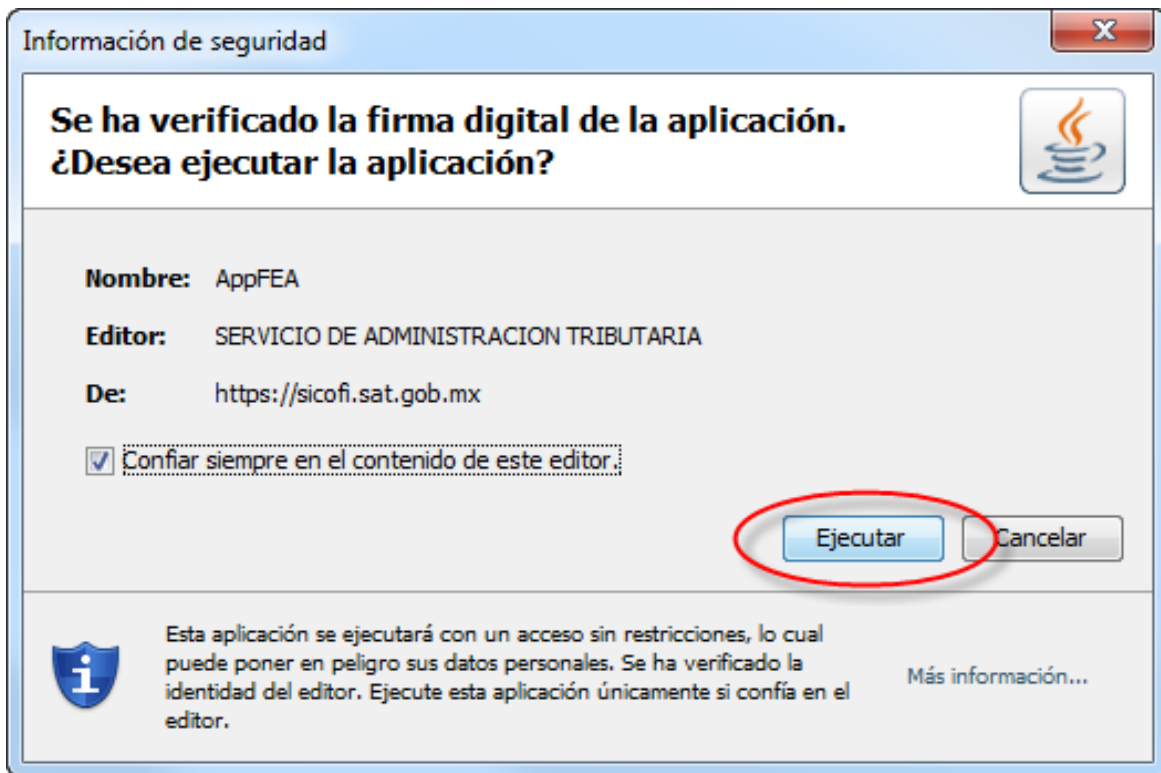 Información de seguridad
Se ha verificado la firma digital de la aplicación.
¿Desea ejecutar la aplicación?
Nombre: AppFEA
Editor: SERVICIO DE ADMINISTRACION TRIBUTARIA
De: https://sicofi.sat.gob.mx
Confiar siempre en el contenido de este editor.
Ejecutar Cancelar
Esta aplicación se ejecutará con un acceso sin restricciones, lo cual
puede poner en peligro sus datos personales. Se ha verificado la
identidad del editor. Ejecute esta aplicación únicamente si confía en el
editor.
Más información...